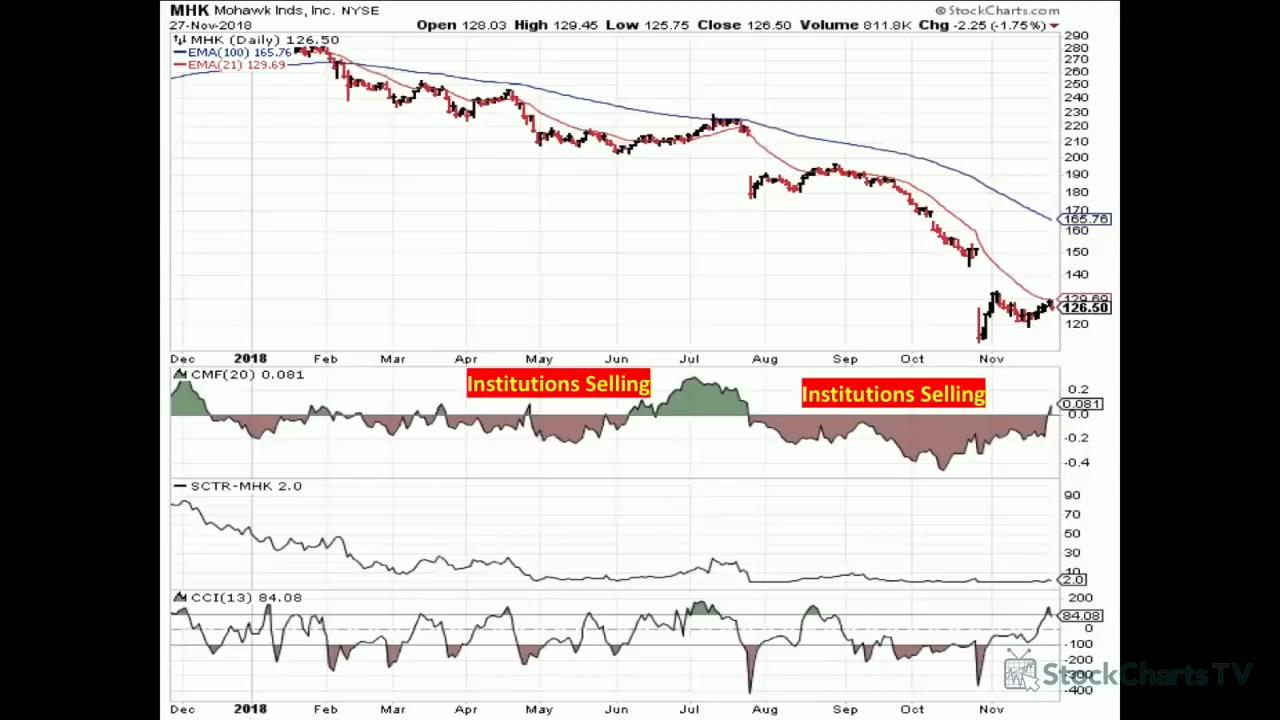 MHK Mohawk Inds, Inc. NYSE
© StockCharts.com
27-Nov-2018
Open 128.03 High 129.45 Low 125.75 Close 126.50 Volume 811.8K Chg -2.25 (-1.75%)
MHK (Daily) 126.50
EMA(100) 165.76
EMA(21) 129.69
290
280
270
260
250
240
230
220
210
200
190
180
170
165.76
160
150
140
129.69
126.50
120
Dec 2018 Feb Mar Apr May Jun Jul Aug Sep Oct Nov
CMF(20) 0.081
Institutions Selling
Institutions Selling
0.2
0.081
0.0
-0.2
-0.4
SCTR-MHK 2.0
90
70
50
30
10
2.0
CCI(13) 84.08
200
84.08
0
-100
-200
-300
-400
StockChartsTV
Dec 2018 Feb Mar Apr May Jun Jul Aug Sep Oct Nov